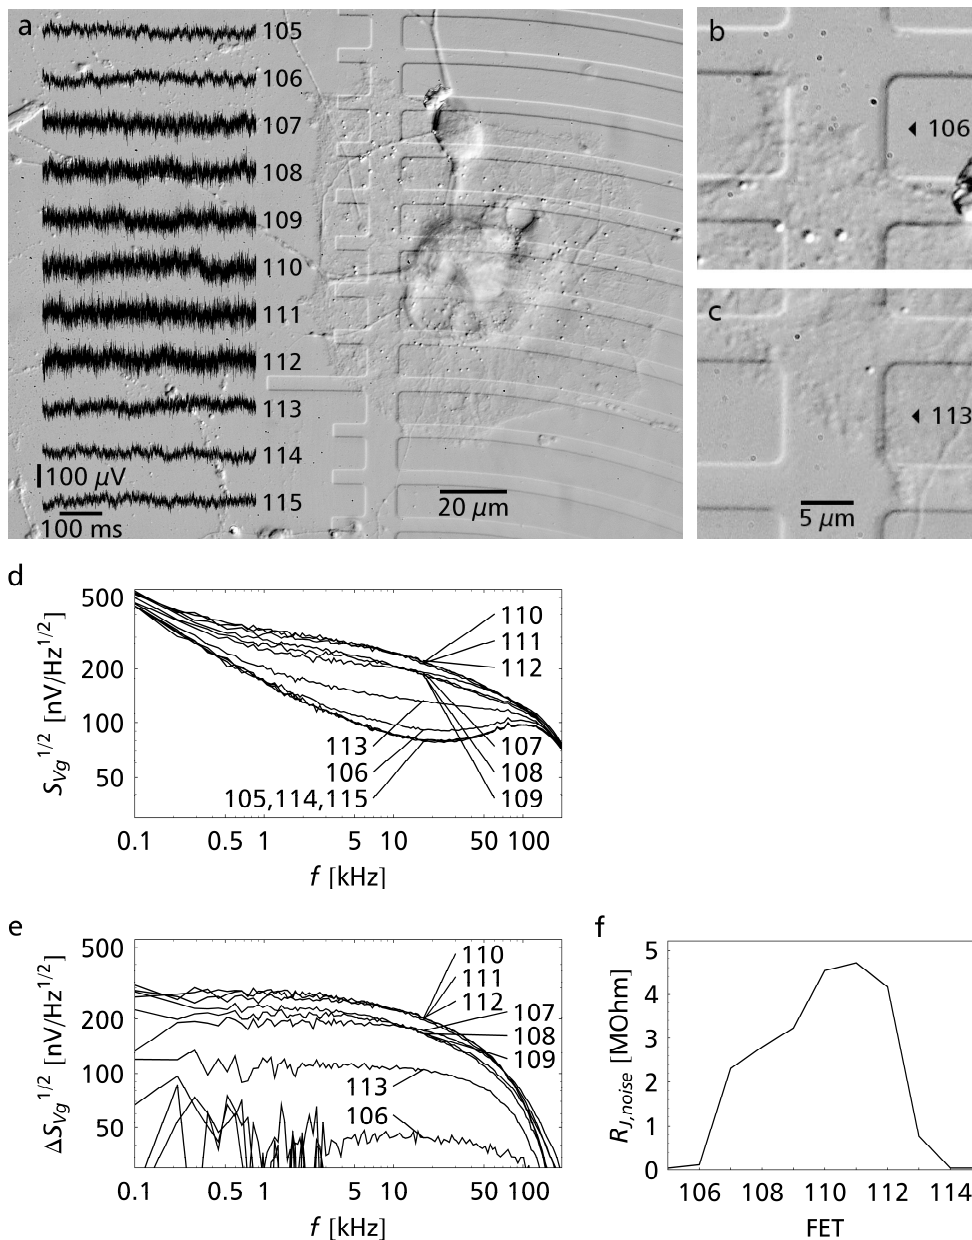 a
105
106
107
108
109
110
111
112
113
114
115
100 μV
100 ms
20 μm
b
106
c
113
5 μm
d
S_Vg^1/2 [nV/Hz^1/2]
500
200
100
50
110
111
112
113
106
105,114,115
107
108
109
0.1 0.5 1 5 10 50 100
f [kHz]
e
ΔS_Vg^1/2 [nV/Hz^1/2]
500
200
100
50
110
111
112
107
108
109
113
106
0.1 0.5 1 5 10 50 100
f [kHz]
f
R_J,noise [MOhm]
5
4
3
2
1
0
106 108 110 112 114
FET